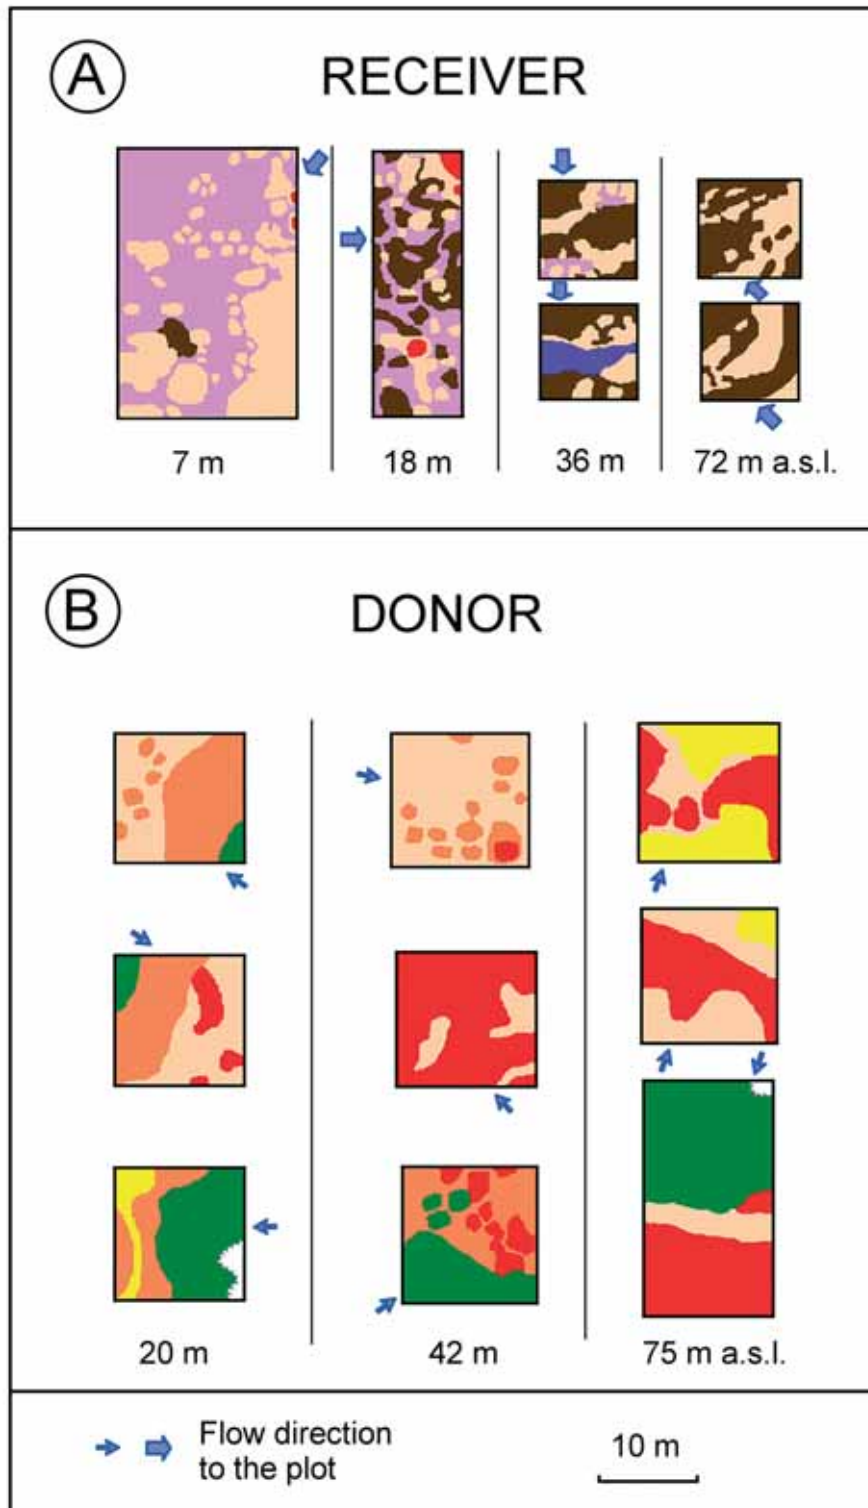 A
RECEIVER
7 m
18 m
36 m
72 m a.s.l.
B
DONOR
20 m
42 m
75 m a.s.l.
Flow direction
to the plot
10 m